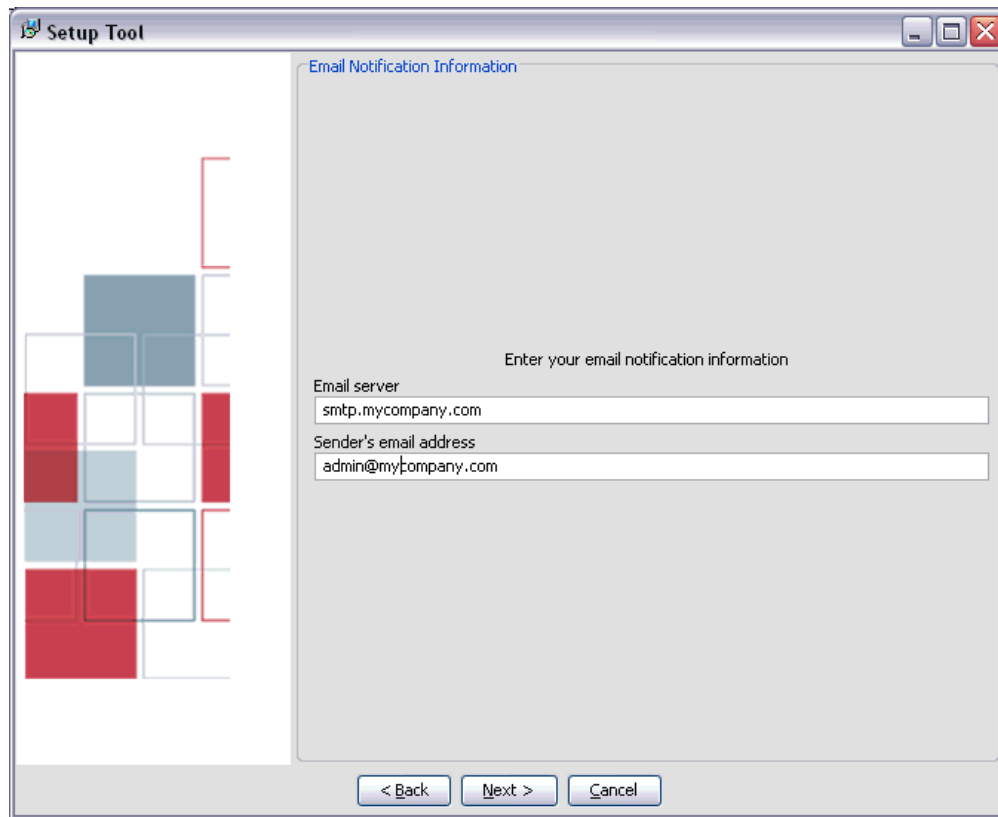 Setup Tool
Email Notification Information
Enter your email notification information
Email server
smtp.mycompany.com
Sender's email address
admin@mycompany.com
< Back Next > Cancel